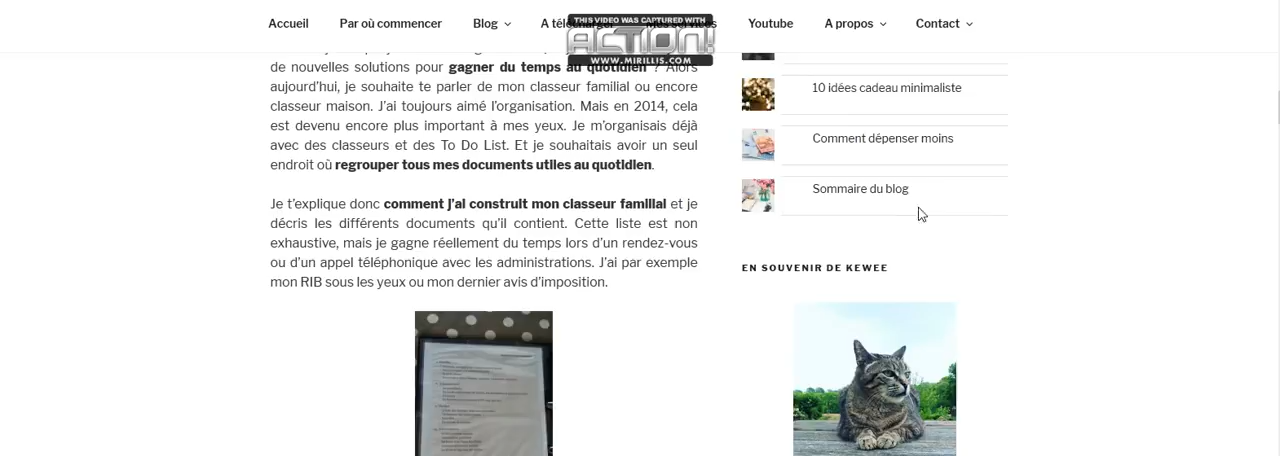 Accueil Par où commencer Blog A télécharger Mes services Youtube A propos Contact
THIS VIDEO WAS CAPTURED WITH
ACTION!
WWW.MIRILLIS.COM
de nouvelles solutions pour gagner du temps au quotidien ? Alors
aujourd'hui, je souhaite te parler de mon classeur familial ou encore
classeur maison. J'ai toujours aimé l'organisation. Mais en 2014, cela
est devenu encore plus important à mes yeux. Je m'organisais déjà
avec des classeurs et des To Do List. Et je souhaitais avoir un seul
endroit où regrouper tous mes documents utiles au quotidien.
Je t'explique donc comment j'ai construit mon classeur familial et je
décris les différents documents qu'il contient. Cette liste est non
exhaustive, mais je gagne réellement du temps lors d'un rendez-vous
ou d'un appel téléphonique avec les administrations. J'ai par exemple
mon RIB sous les yeux ou mon dernier avis d'imposition.
10 idées cadeau minimaliste
Comment dépenser moins
Sommaire du blog
EN SOUVENIR DE KEWEE